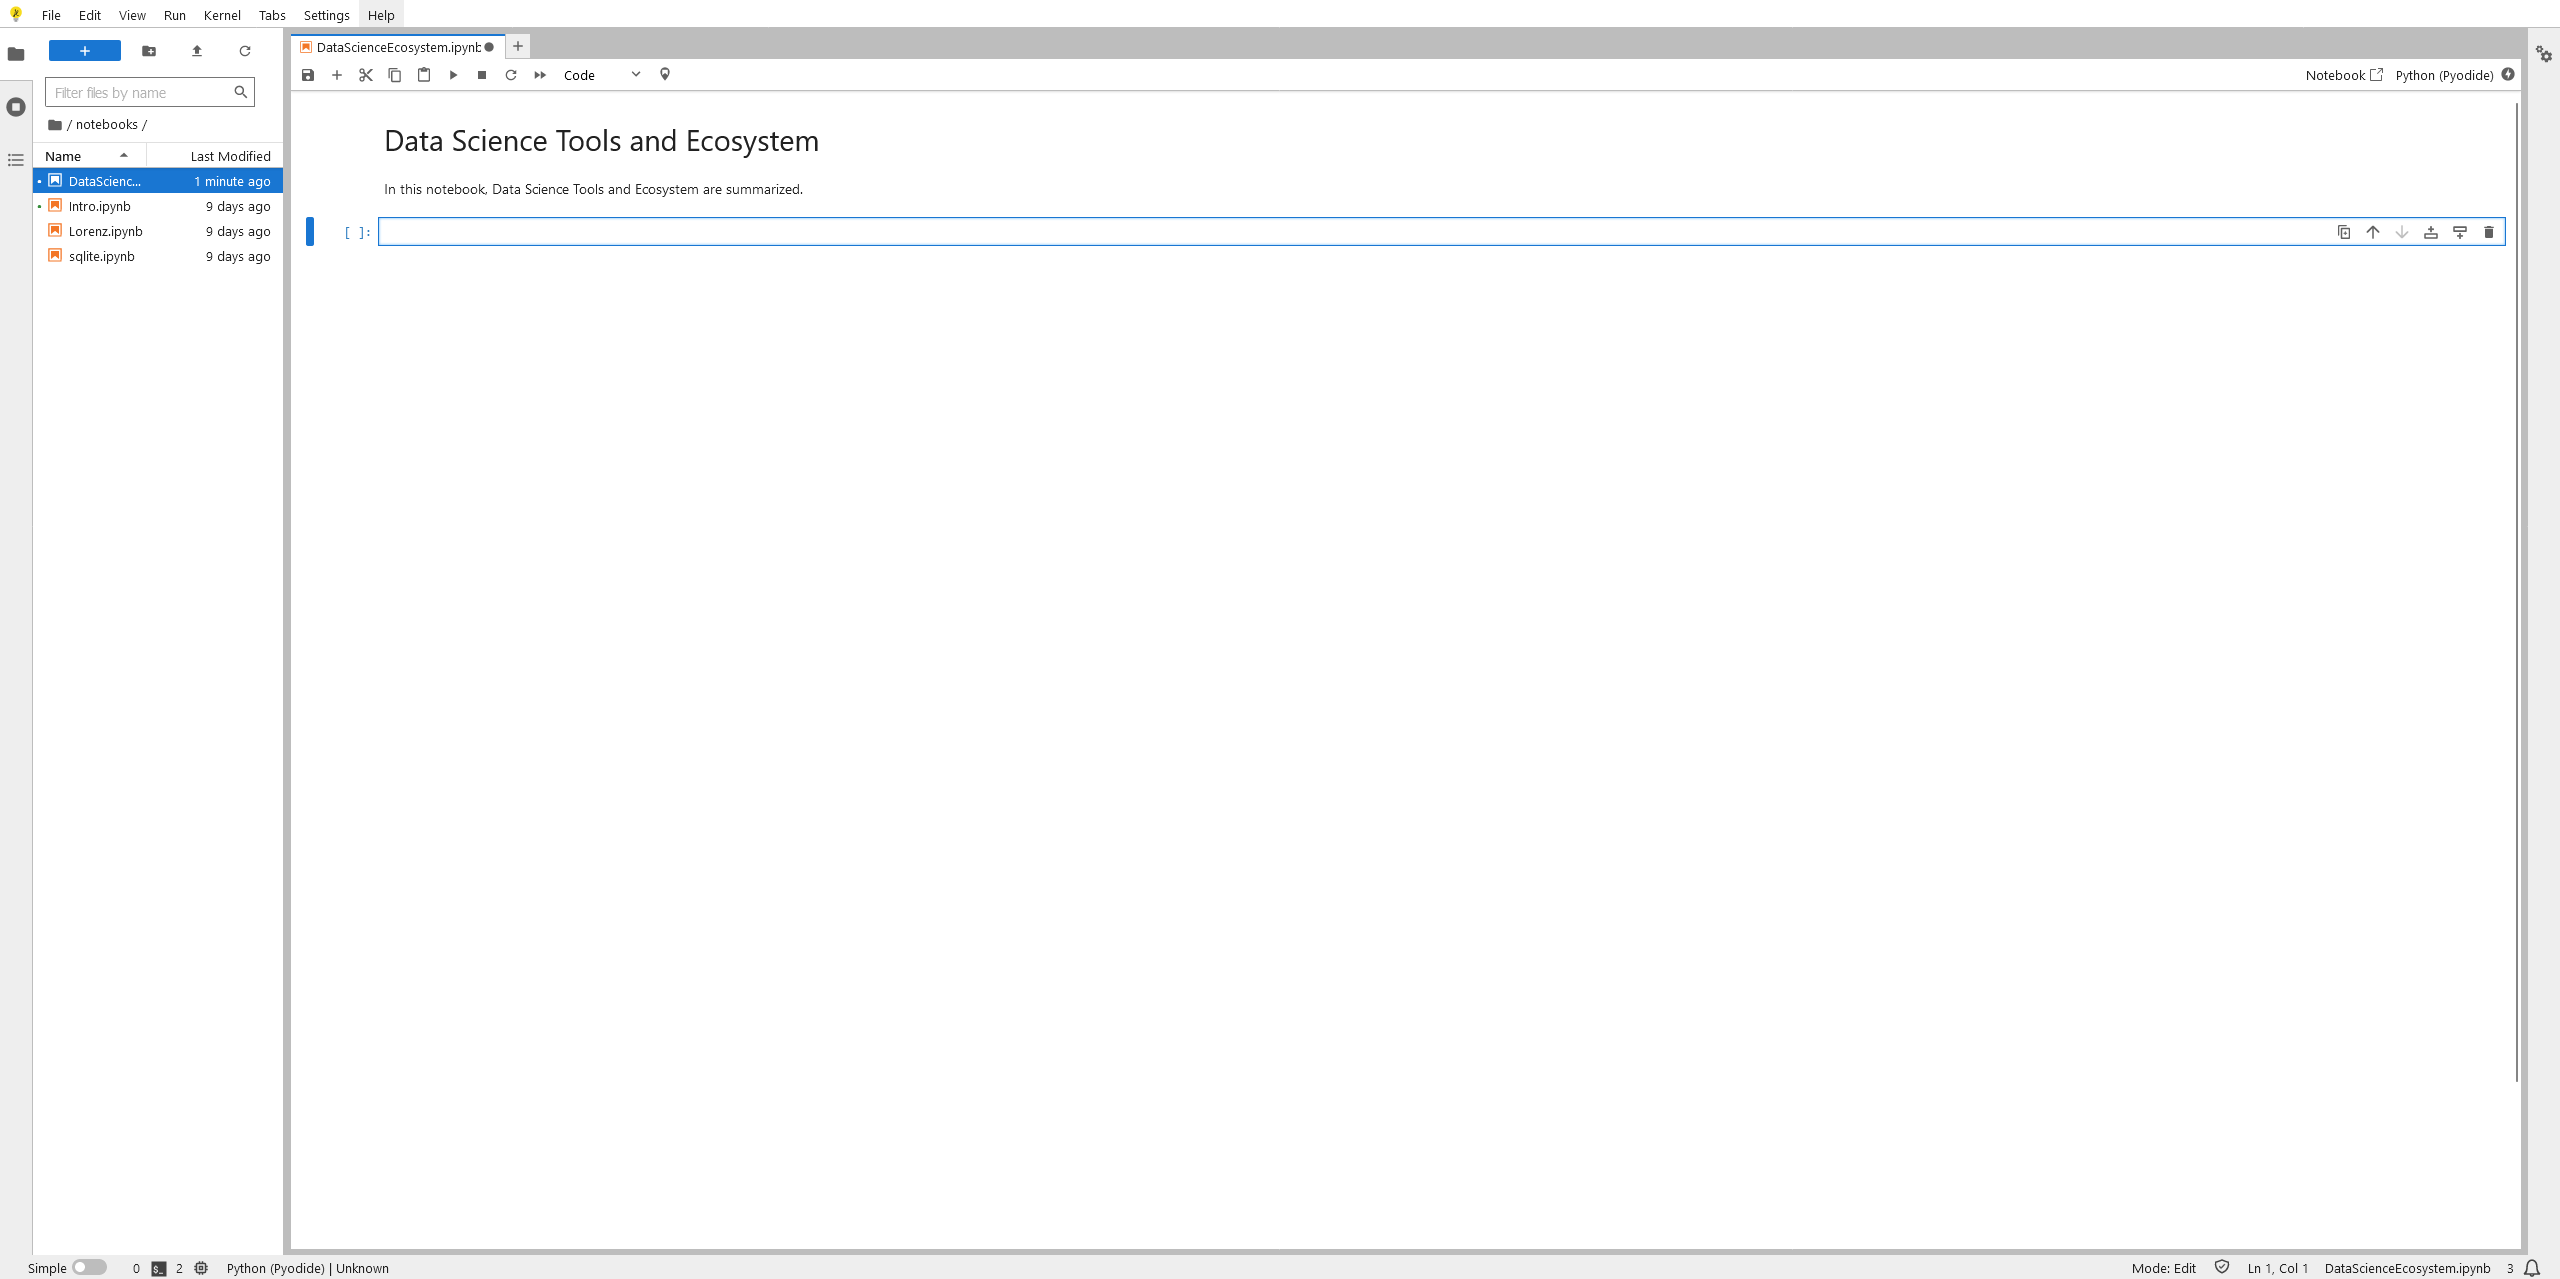 File Edit View Run Kernel Tabs Settings Help
DataScienceEcosystem.ipynb
Code
Notebook Python (Pyodide)
Filter files by name
/ notebooks /
Name Last Modified
DataScienc... 1 minute ago
Intro.ipynb 9 days ago
Lorenz.ipynb 9 days ago
sqlite.ipynb 9 days ago
Data Science Tools and Ecosystem
In this notebook, Data Science Tools and Ecosystem are summarized.
[ ]:
Simple 0 $_ 2 Python (Pyodide) | Unknown Mode: Edit Ln 1, Col 1 DataScienceEcosystem.ipynb 3